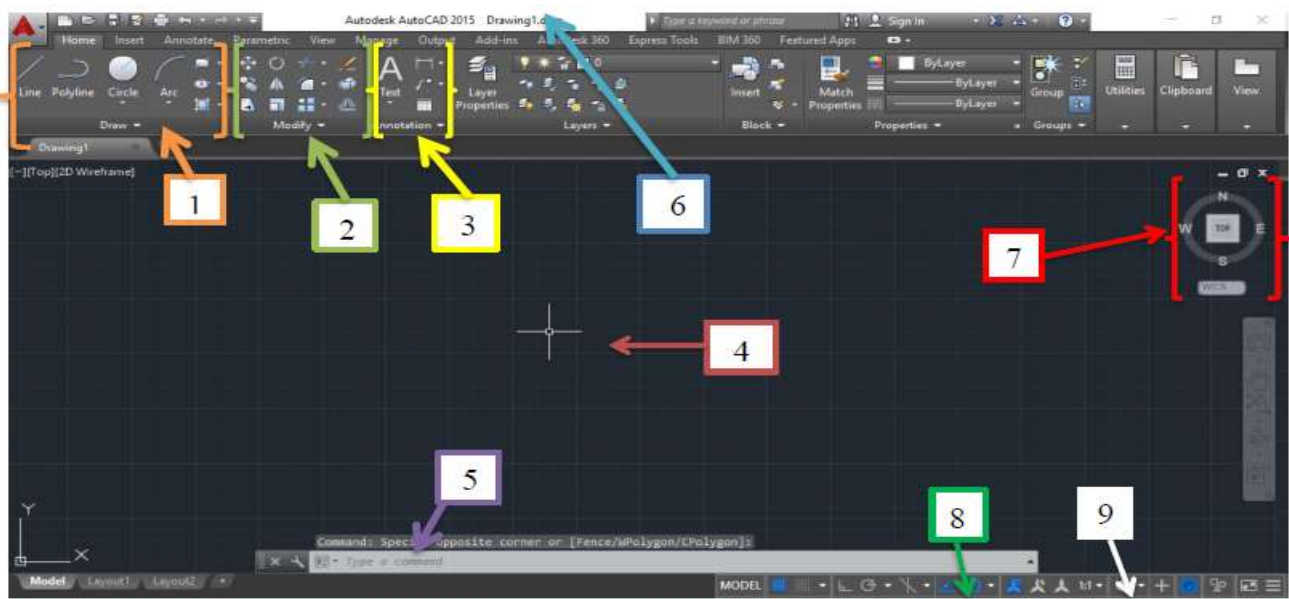 Autodesk AutoCAD 2015 Drawing1.d
Type a keyword or phrase
Sign In
Home Insert Annotate Parametric View Manage Output Add-ins Autodesk 360 Express Tools BIM 360 Featured Apps
0
ByLayer
Line Polyline Circle Arc
Text
Layer Properties
Insert
Match Properties
ByLayer
ByLayer
Group
Utilities
Clipboard
View
Draw Modify Annotation Layers Block Properties Groups
Drawing1
[−][Top][2D Wireframe]
1
2
3
6
7
N
W TOP E
S
WCS
4
5
8
9
Y
X
Command: Specify opposite corner or [Fence/WPolygon/CPolygon]:
Type a command
Model Layout1 Layout2 +
MODEL
1:1